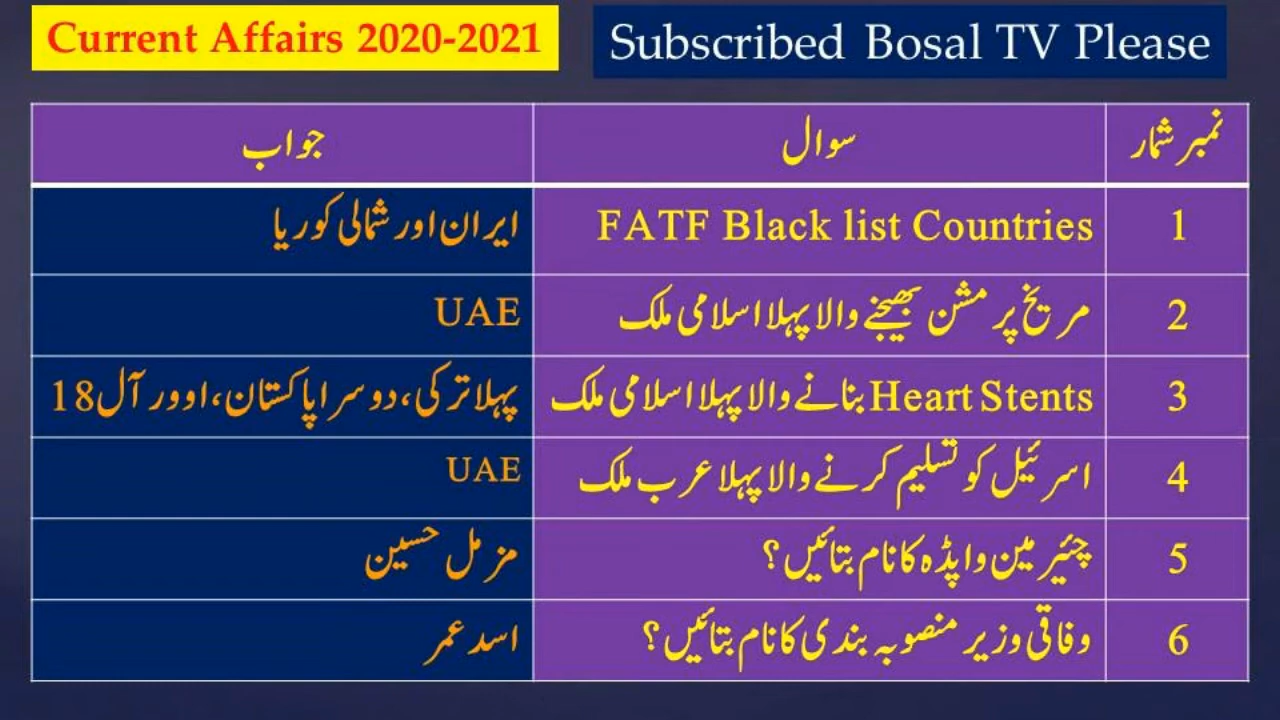 Current Affairs 2020-2021
Subscribed Bosal TV Please
نمبر شمار سوال جواب
1 FATF Black list Countries ایران اور شمالی کوریا
2 مریخ پر مشن بھیجنے والا پہلا اسلامی ملک UAE
3 Heart Stents بنانے والا پہلا اسلامی ملک پہلا ترکی، دوسرا پاکستان، اوور آل 18
4 اسرئیل کو تسلیم کرنے والا پہلا عرب ملک UAE
5 چئیر مین واپڈہ کا نام بتائیں؟ مزمل حسین
6 وفاقی وزیر منصوبہ بندی کا نام بتائیں؟ اسد عمر